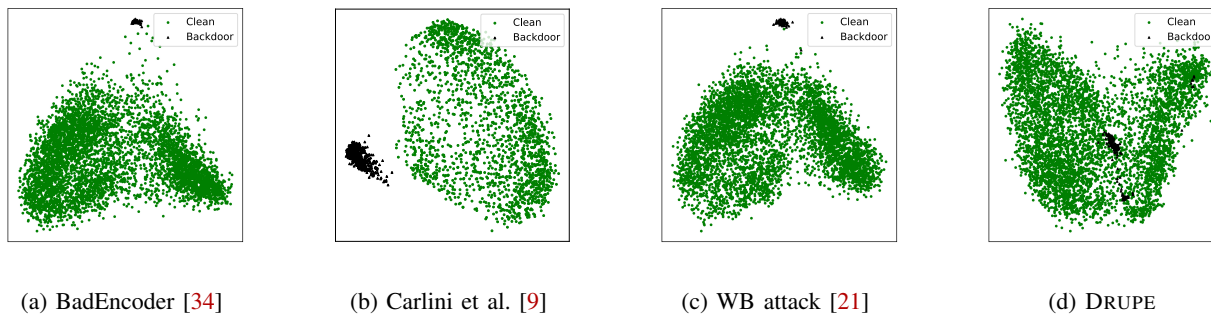 Clean
Backdoor
Clean
Backdoor
Clean
Backdoor
Clean
Backdoor
(a) BadEncoder [34]
(b) Carlini et al. [9]
(c) WB attack [21]
(d) DRUPE